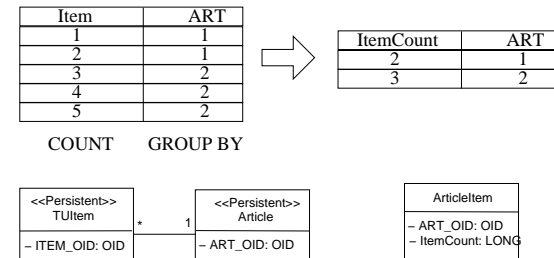 Item ART
1 1
2 1
3 2
4 2
5 2
COUNT GROUP BY
ItemCount ART
2 1
3 2
<<Persistent>>
TUItem
– ITEM_OID: OID
* 1
<<Persistent>>
Article
– ART_OID: OID
ArticleItem
– ART_OID: OID
– ItemCount: LONG